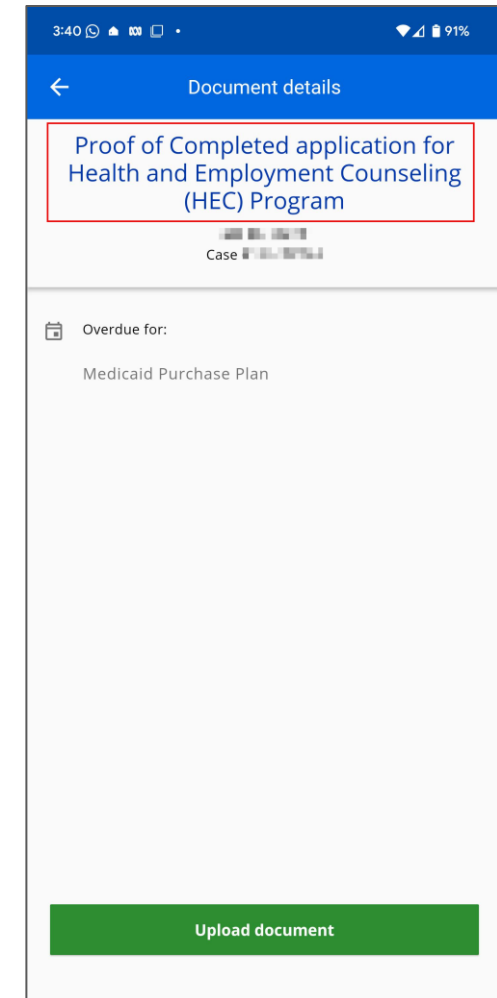 3:40 91%
Document details
Proof of Completed application for
Health and Employment Counseling
(HEC) Program
Case
Overdue for:
Medicaid Purchase Plan
Upload document